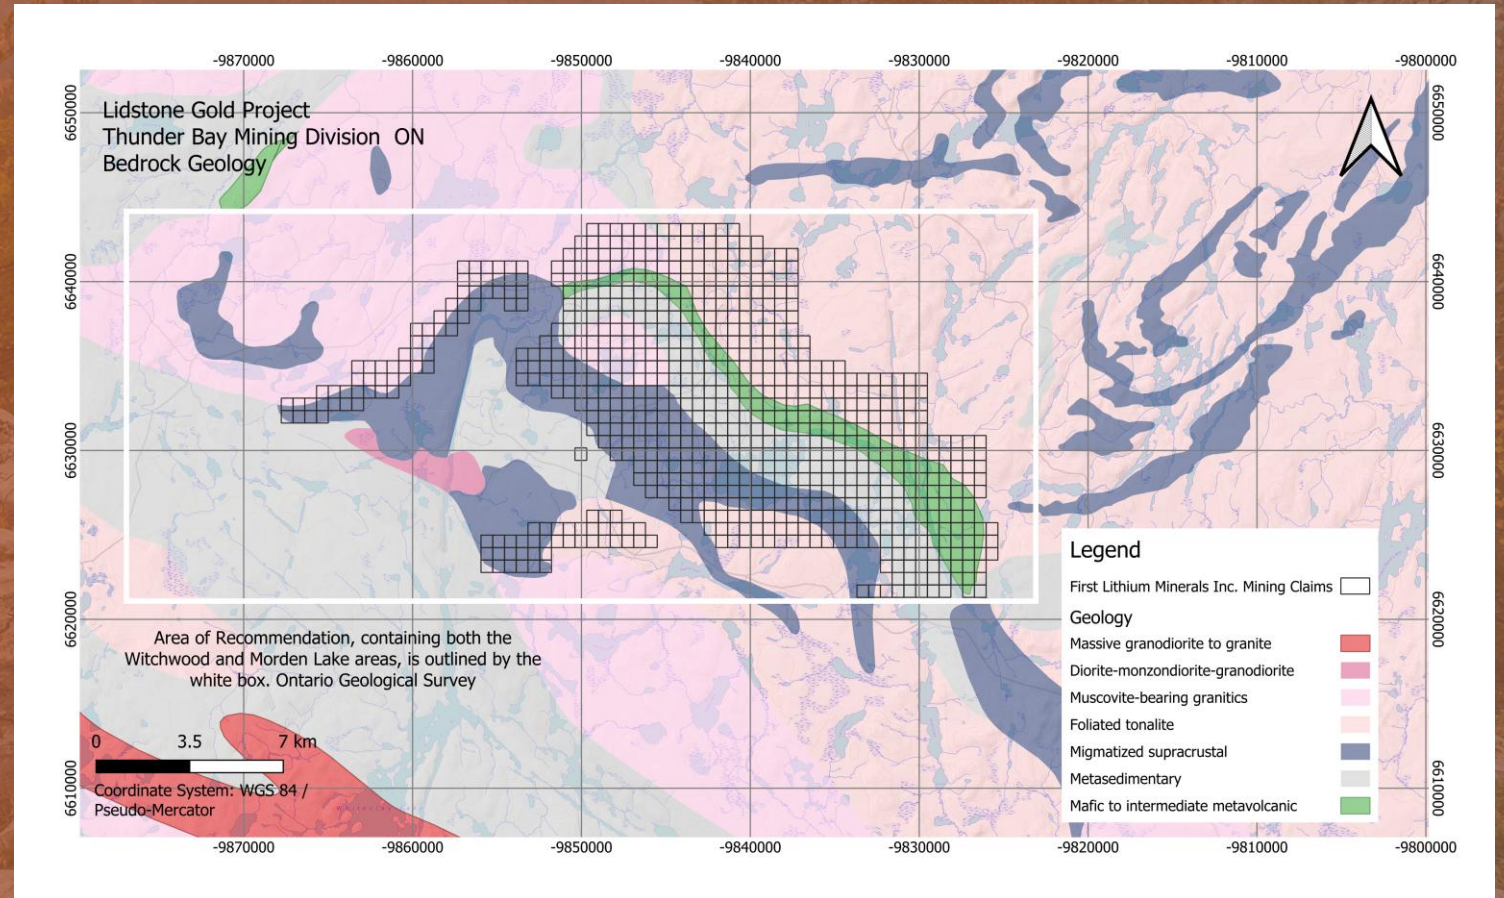 -9870000 -9860000 -9850000 -9840000 -9830000 -9820000 -9810000 -9800000
Lidstone Gold Project
Thunder Bay Mining Division ON
Bedrock Geology
6650000 6650000
6640000 6640000
6630000 6630000
6620000 6620000
6610000 6610000
Area of Recommendation, containing both the
Witchwood and Morden Lake areas, is outlined by the
white box. Ontario Geological Survey
0 3.5 7 km
Coordinate System: WGS 84 /
Pseudo-Mercator
Legend
First Lithium Minerals Inc. Mining Claims
Geology
Massive granodiorite to granite
Diorite-monzondiorite-granodiorite
Muscovite-bearing granitics
Foliated tonalite
Migmatized supracrustal
Metasedimentary
Mafic to intermediate metavolcanic
-9870000 -9860000 -9850000 -9840000 -9830000 -9820000 -9810000 -9800000